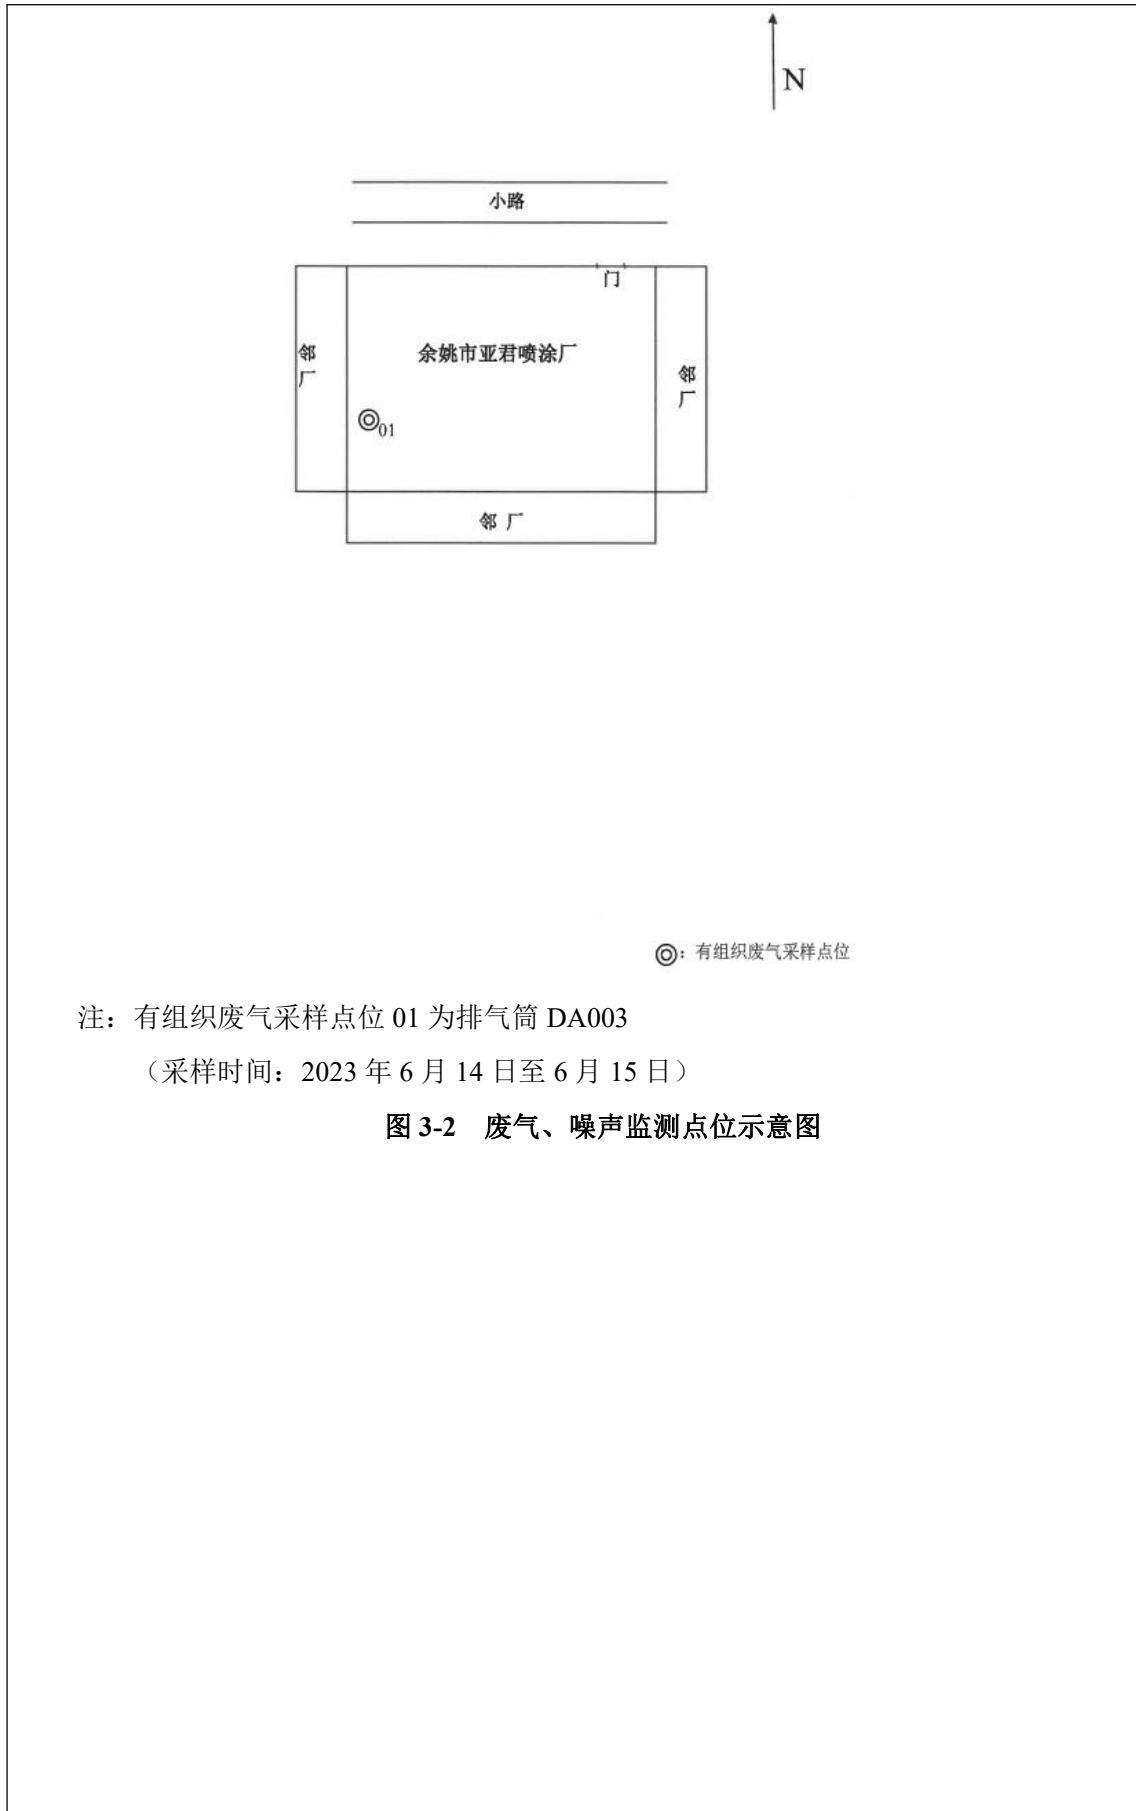 N
小路
门
邻厂
余姚市亚君喷涂厂
邻厂
01
邻 厂
◎：有组织废气采样点位
注：有组织废气采样点位 01 为排气筒 DA003
（采样时间：2023 年 6 月 14 日至 6 月 15 日）
图 3-2 废气、噪声监测点位示意图